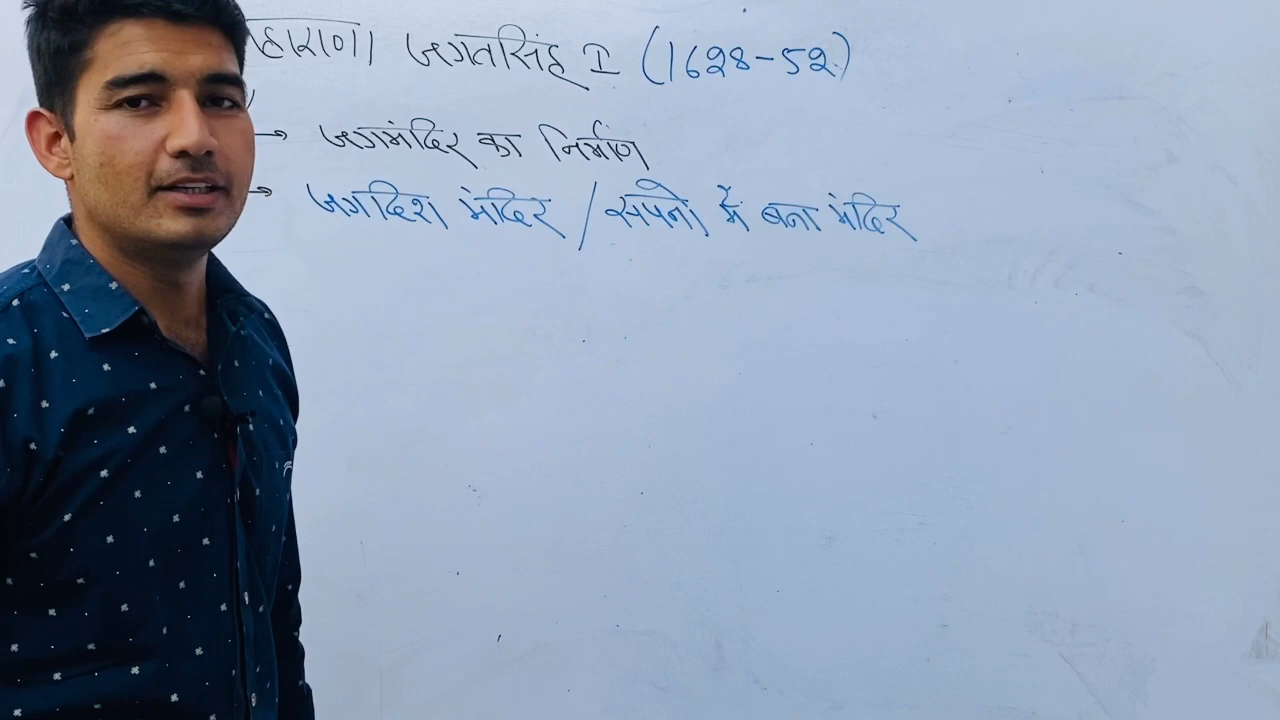 हाराणा जगतसिंह I (1628-52)
→ जगमंदिर का निर्माण
→ जगदिश मंदिर / सपनो में बना मंदिर